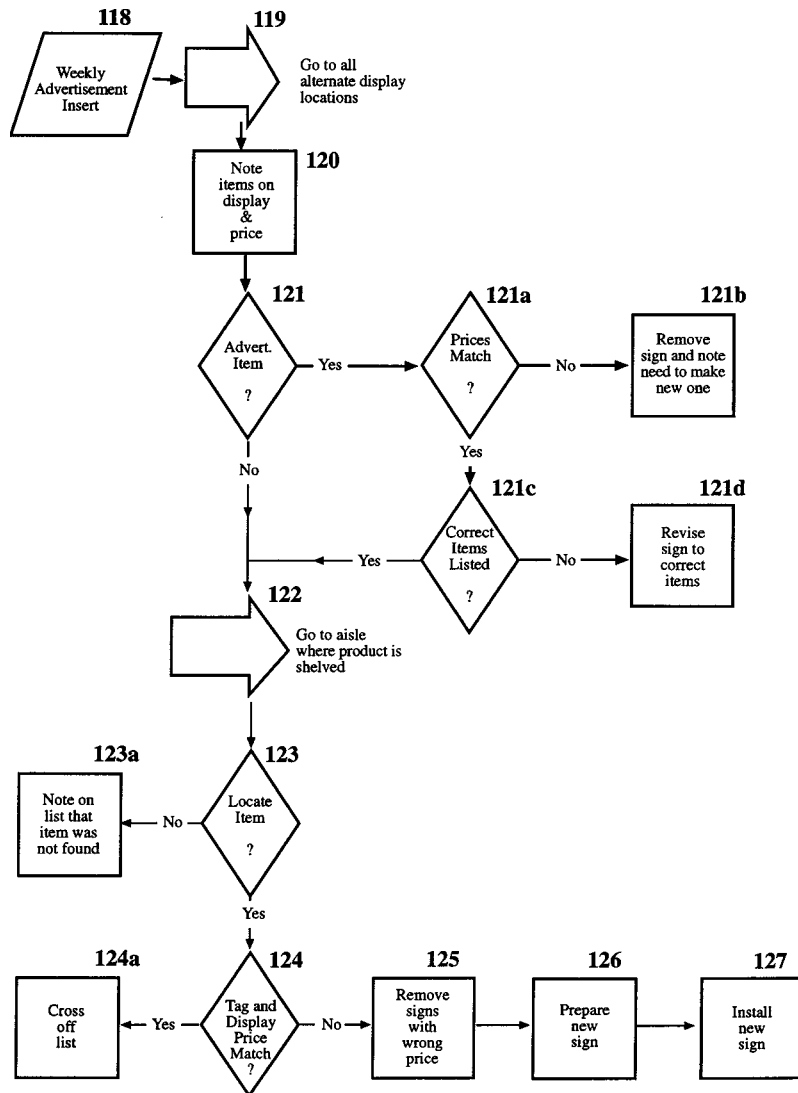 118
Weekly
Advertisement
Insert
119
Go to all
alternate display
locations
120
Note
items on
display
&
price
121
Advert.
Item
?
Yes
No
121a
Prices
Match
?
No
Yes
121b
Remove
sign and note
need to make
new one
121c
Correct
Items
Listed
?
Yes
No
121d
Revise
sign to
correct
items
122
Go to aisle
where product is
shelved
123
Locate
Item
?
No
Yes
123a
Note on
list that
item was
not found
124
Tag and
Display
Price
Match
?
Yes
No
124a
Cross
off
list
125
Remove
signs
with
wrong
price
126
Prepare
new
sign
127
Install
new
sign